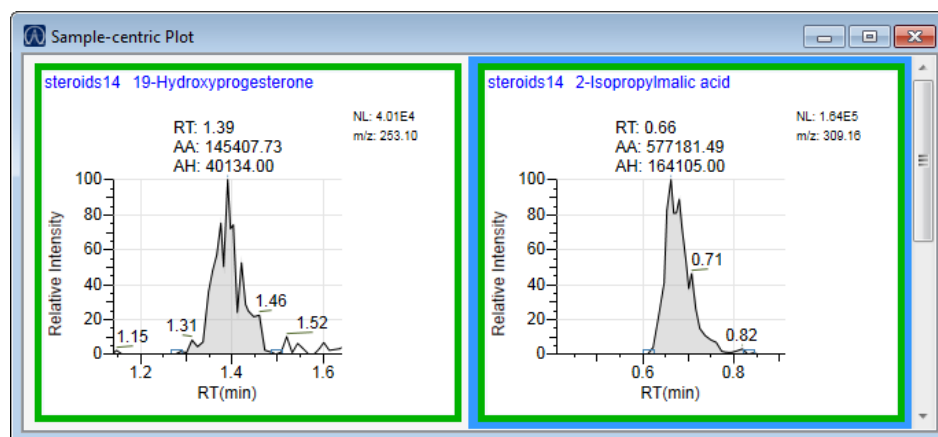 Sample-centric Plot
steroids14 19-Hydroxyprogesterone
NL: 4.01E4
m/z: 253.10
RT: 1.39
AA: 145407.73
AH: 40134.00
100
80
60
40
20
0
Relative Intensity
1.15
1.31
1.46
1.52
1.2 1.4 1.6
RT(min)
steroids14 2-Isopropylmalic acid
NL: 1.64E5
m/z: 309.16
RT: 0.66
AA: 577181.49
AH: 164105.00
100
80
60
40
20
0
Relative Intensity
0.71
0.82
0.6 0.8
RT(min)